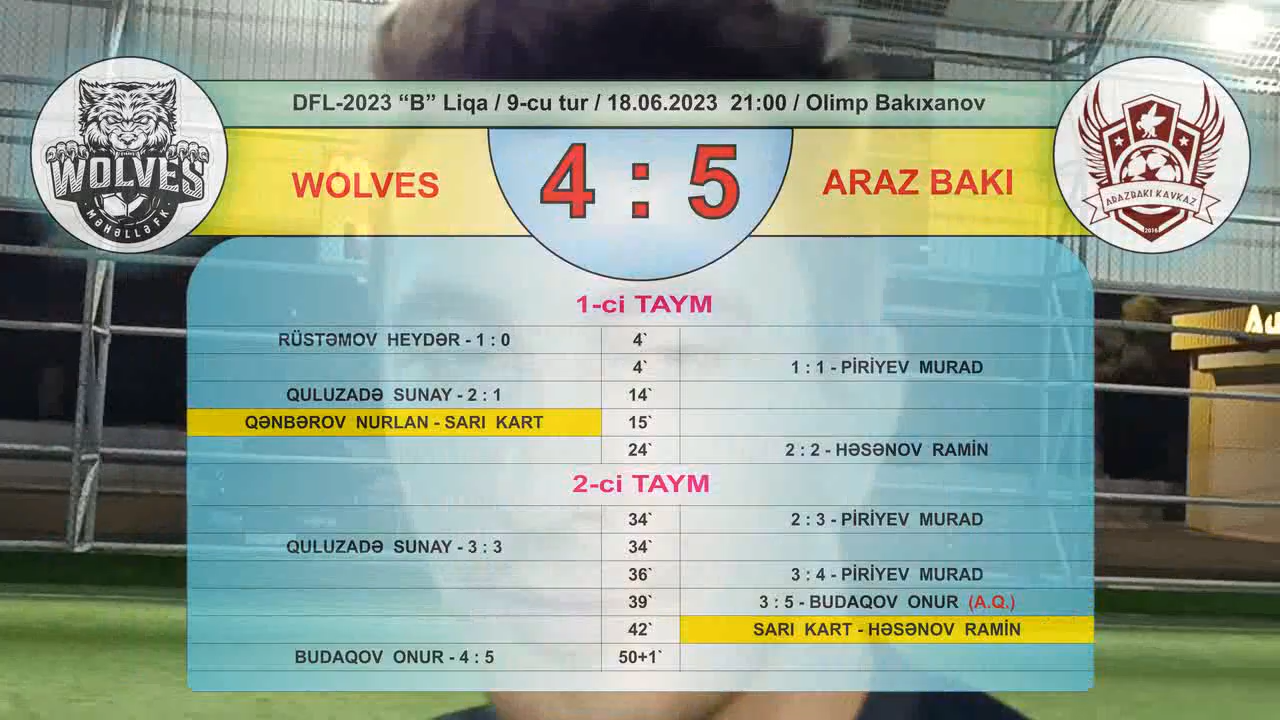 DFL-2023 “B” Liqa / 9-cu tur / 18.06.2023 21:00 / Olimp Bakıxanov
WOLVES
MƏHƏLLƏ FK
WOLVES
4 : 5
ARAZ BAKI
ARAZBAKI KAVKAZ
2016
1-ci TAYM
RÜSTƏMOV HEYDƏR - 1 : 0 4`
4` 1 : 1 - PİRİYEV MURAD
QULUZADƏ SUNAY - 2 : 1 14`
QƏNBƏROV NURLAN - SARI KART 15`
24` 2 : 2 - HƏSƏNOV RAMİN
2-ci TAYM
34` 2 : 3 - PİRİYEV MURAD
QULUZADƏ SUNAY - 3 : 3 34`
36` 3 : 4 - PİRİYEV MURAD
39` 3 : 5 - BUDAQOV ONUR (A.Q.)
42` SARI KART - HƏSƏNOV RAMİN
BUDAQOV ONUR - 4 : 5 50+1`